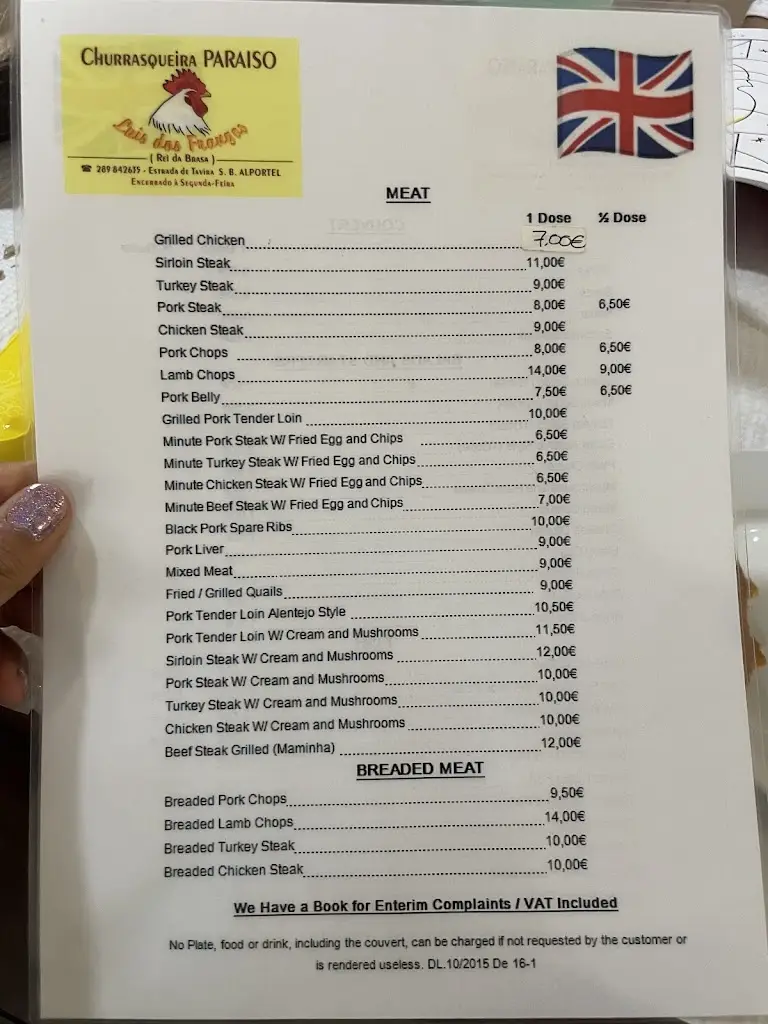 CHURRASQUEIRA PARAISO
Luis dos Frangos
( REI DA BRASA )
☎ 289 842635 - ESTRADA DE TAVIRA S. B. ALPORTEL
ENCERRADO À SEGUNDA-FEIRA
MEAT
1 Dose ½ Dose
Grilled Chicken 7.00€
Sirloin Steak 11,00€
Turkey Steak 9,00€
Pork Steak 8,00€ 6,50€
Chicken Steak 9,00€
Pork Chops 8,00€ 6,50€
Lamb Chops 14,00€ 9,00€
Pork Belly 7,50€ 6,50€
Grilled Pork Tender Loin 10,00€
Minute Pork Steak W/ Fried Egg and Chips 6,50€
Minute Turkey Steak W/ Fried Egg and Chips 6,50€
Minute Chicken Steak W/ Fried Egg and Chips 6,50€
Minute Beef Steak W/ Fried Egg and Chips 7,00€
Black Pork Spare Ribs 10,00€
Pork Liver 9,00€
Mixed Meat 9,00€
Fried / Grilled Quails 9,00€
Pork Tender Loin Alentejo Style 10,50€
Pork Tender Loin W/ Cream and Mushrooms 11,50€
Sirloin Steak W/ Cream and Mushrooms 12,00€
Pork Steak W/ Cream and Mushrooms 10,00€
Turkey Steak W/ Cream and Mushrooms 10,00€
Chicken Steak W/ Cream and Mushrooms 10,00€
Beef Steak Grilled (Maminha) 12,00€
BREADED MEAT
Breaded Pork Chops 9,50€
Breaded Lamb Chops 14,00€
Breaded Turkey Steak 10,00€
Breaded Chicken Steak 10,00€
We Have a Book for Enterim Complaints / VAT Included
No Plate, food or drink, including the couvert, can be charged if not requested by the customer or
is rendered useless. DL.10/2015 De 16-1